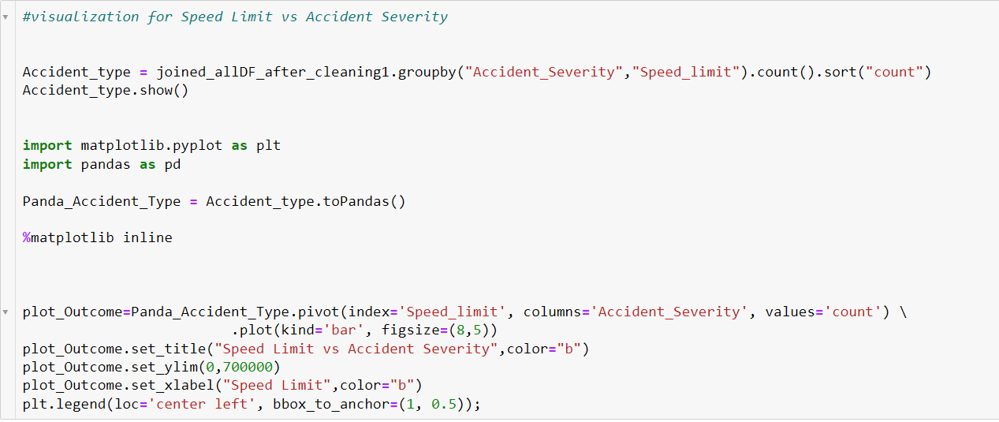 #visualization for Speed Limit vs Accident Severity
Accident_type = joined_allDF_after_cleaning1.groupby("Accident_Severity","Speed_limit").count().sort("count")
Accident_type.show()
import matplotlib.pyplot as plt
import pandas as pd
Panda_Accident_Type = Accident_type.toPandas()
%matplotlib inline
plot_Outcome=Panda_Accident_Type.pivot(index='Speed_limit', columns='Accident_Severity', values='count') \
.plot(kind='bar', figsize=(8,5))
plot_Outcome.set_title("Speed Limit vs Accident Severity",color="b")
plot_Outcome.set_ylim(0,700000)
plot_Outcome.set_xlabel("Speed Limit",color="b")
plt.legend(loc='center left', bbox_to_anchor=(1, 0.5));